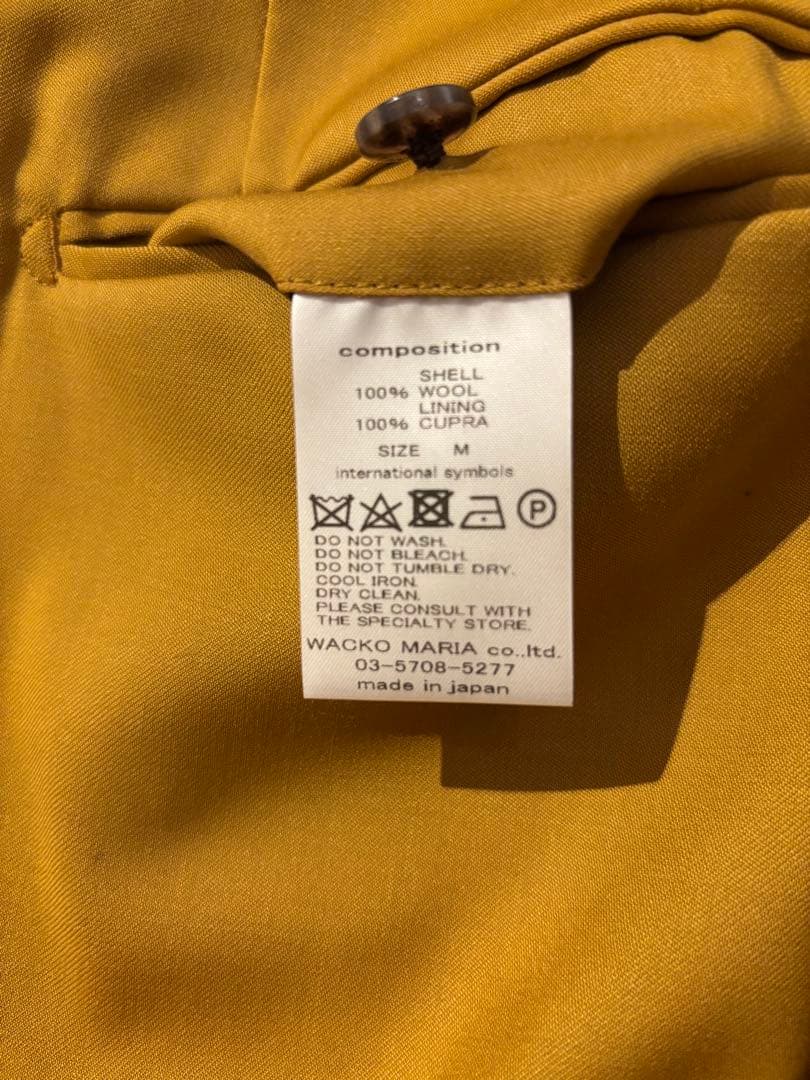 composition
SHELL
100% WOOL
LINING
100% CUPRA
SIZE M
international symbols
P
DO NOT WASH.
DO NOT BLEACH.
DO NOT TUMBLE DRY.
COOL IRON.
DRY CLEAN.
PLEASE CONSULT WITH
THE SPECIALTY STORE.
WACKO MARIA co.,ltd.
03-5708-5277
made in japan